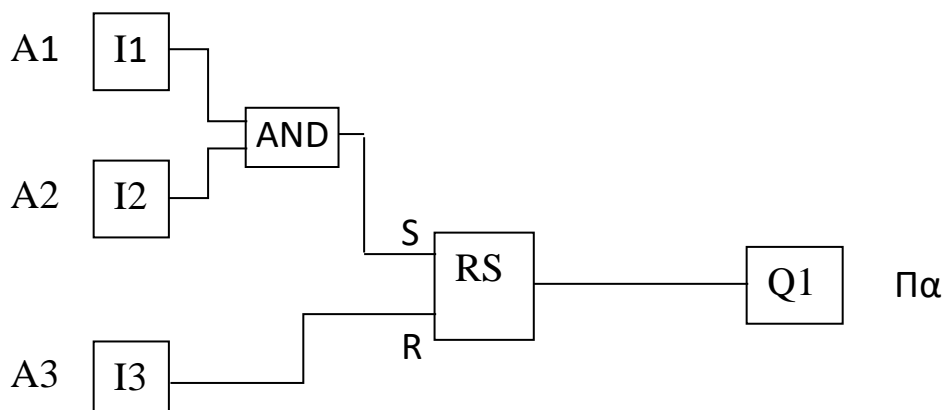 A1 I1
AND
A2 I2
S
RS
Q1 Πα
R
A3 I3